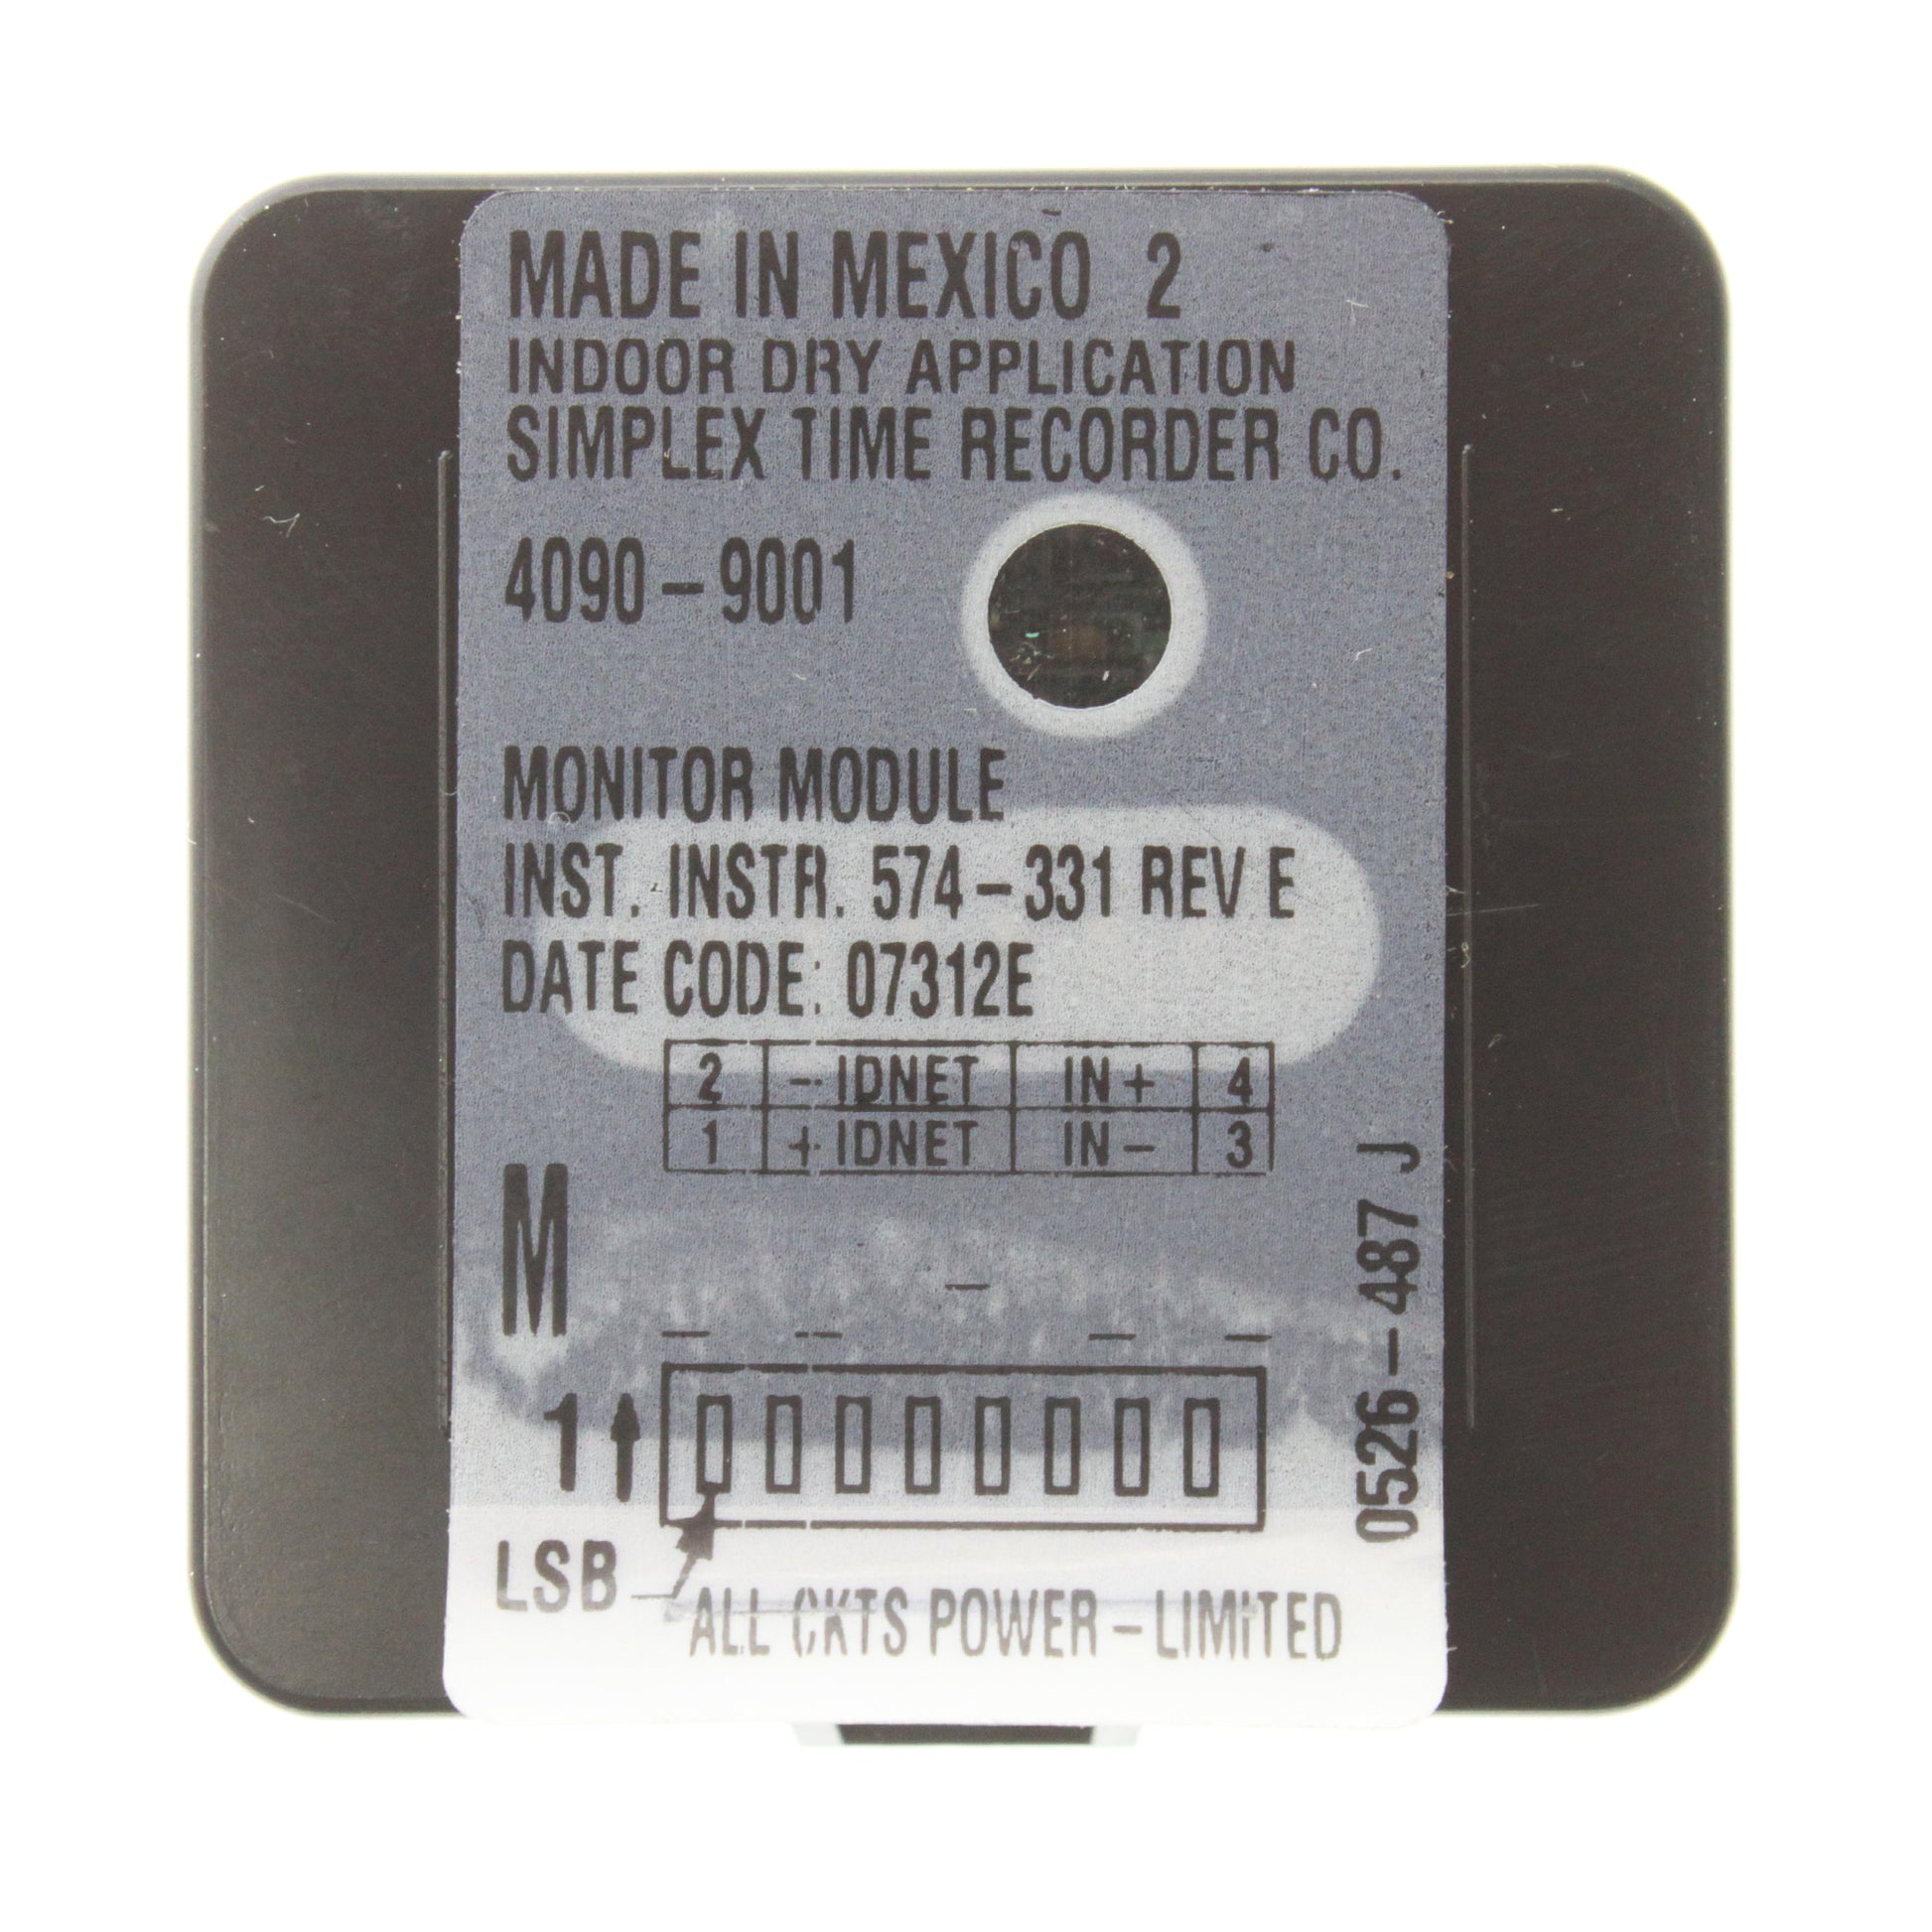 MADE IN MEXICO 2
INDOOR DRY APPLICATION
SIMPLEX TIME RECORDER CO.
4090-9001
MONITOR MODULE
INST. INSTR. 574-331 REV E
DATE CODE: 07312E
2 - IDNET IN+ 4
1 + IDNET IN- 3
M
1
LSB
ALL CKTS POWER-LIMITED
0526-487 J